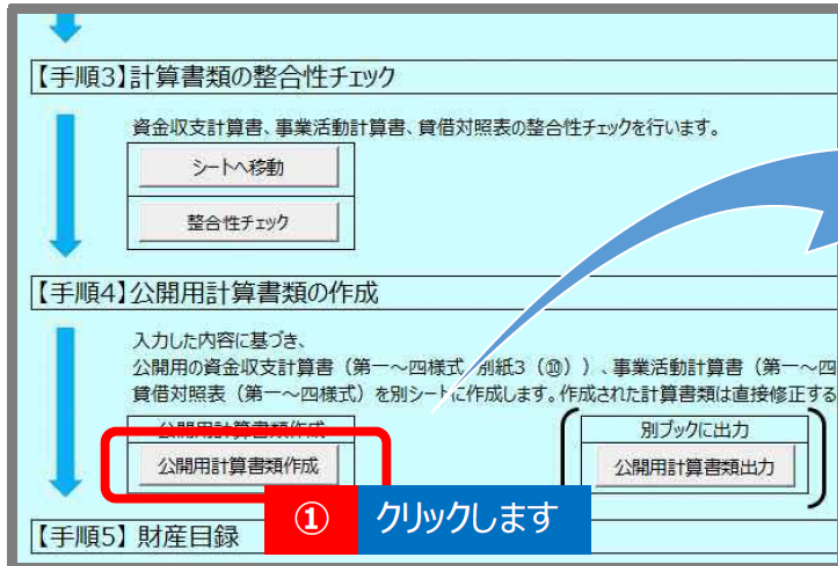 【手順3】計算書類の整合性チェック
資金収支計算書、事業活動計算書、貸借対照表の整合性チェックを行います。
シートへ移動
整合性チェック
【手順4】公開用計算書類の作成
入力した内容に基づき、
公開用の資金収支計算書（第一～四様式 別紙3（⑩））、事業活動計算書（第一～四
貸借対照表（第一～四様式）を別シートに作成します。作成された計算書類は直接修正する
公開用計算書類作成
別ブックに出力
公開用計算書類作成
公開用計算書類出力
① クリックします
【手順5】財産目録